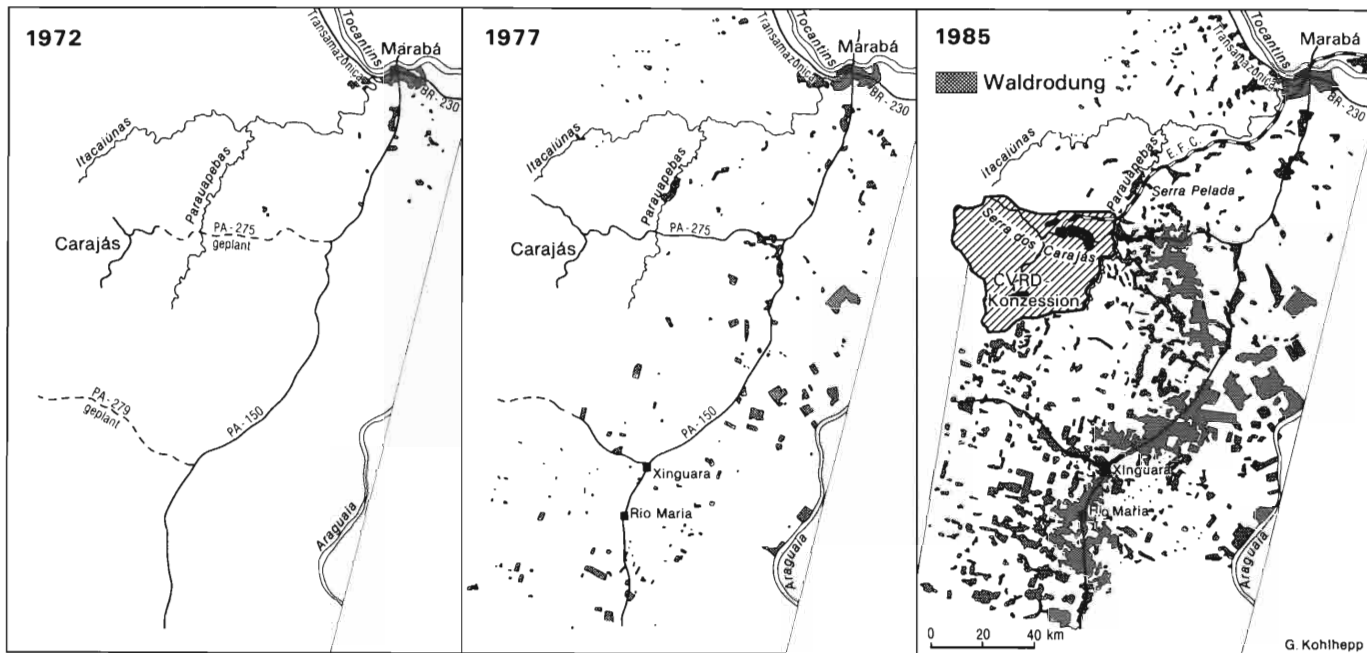 1972
Tocantins
Transamazônica
Marabá
BR-230
Itacaiúnas
Parauapebas
PA-275
geplant
Carajás
PA-279
geplant
PA-150
Araguaia
1977
Tocantins
Transamazônica
Marabá
BR-230
Itacaiúnas
Parauapebas
PA-275
Carajás
PA-150
Xinguara
Rio Maria
Araguaia
1985
Waldrodung
Tocantins
Transamazônica
Marabá
BR-230
Itacaiúnas
Parauapebas
E.F.C.
Serra Pelada
Serra dos Carajás
CVRD-
Konzession
Xinguara
Rio Maria
Araguaia
0 20 40 km
G. Kohlhepp